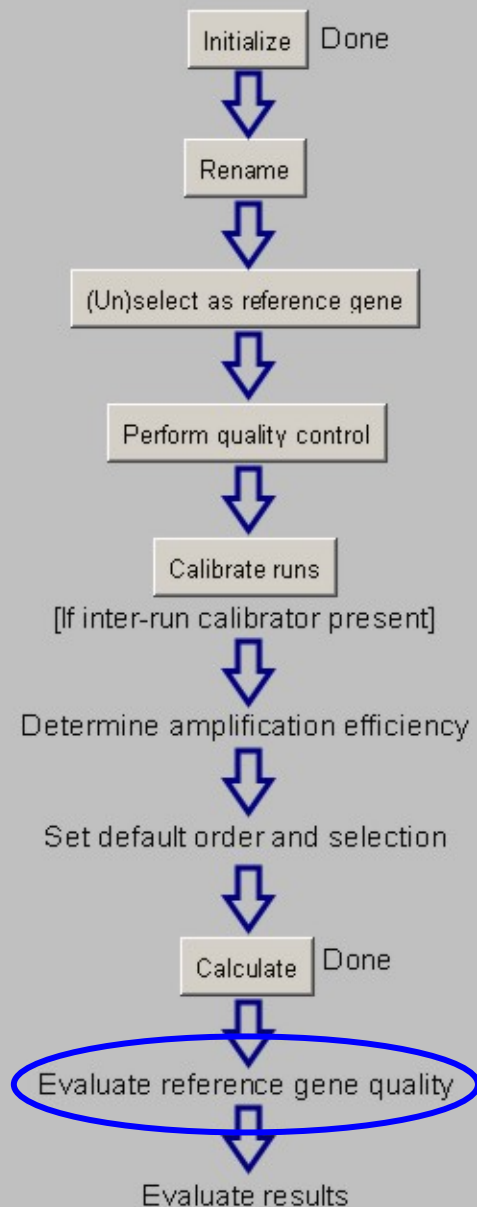 Initialize Done
Rename
(Un)select as reference gene
Perform quality control
Calibrate runs
[If inter-run calibrator present]
Determine amplification efficiency
Set default order and selection
Calculate Done
Evaluate reference gene quality
Evaluate results